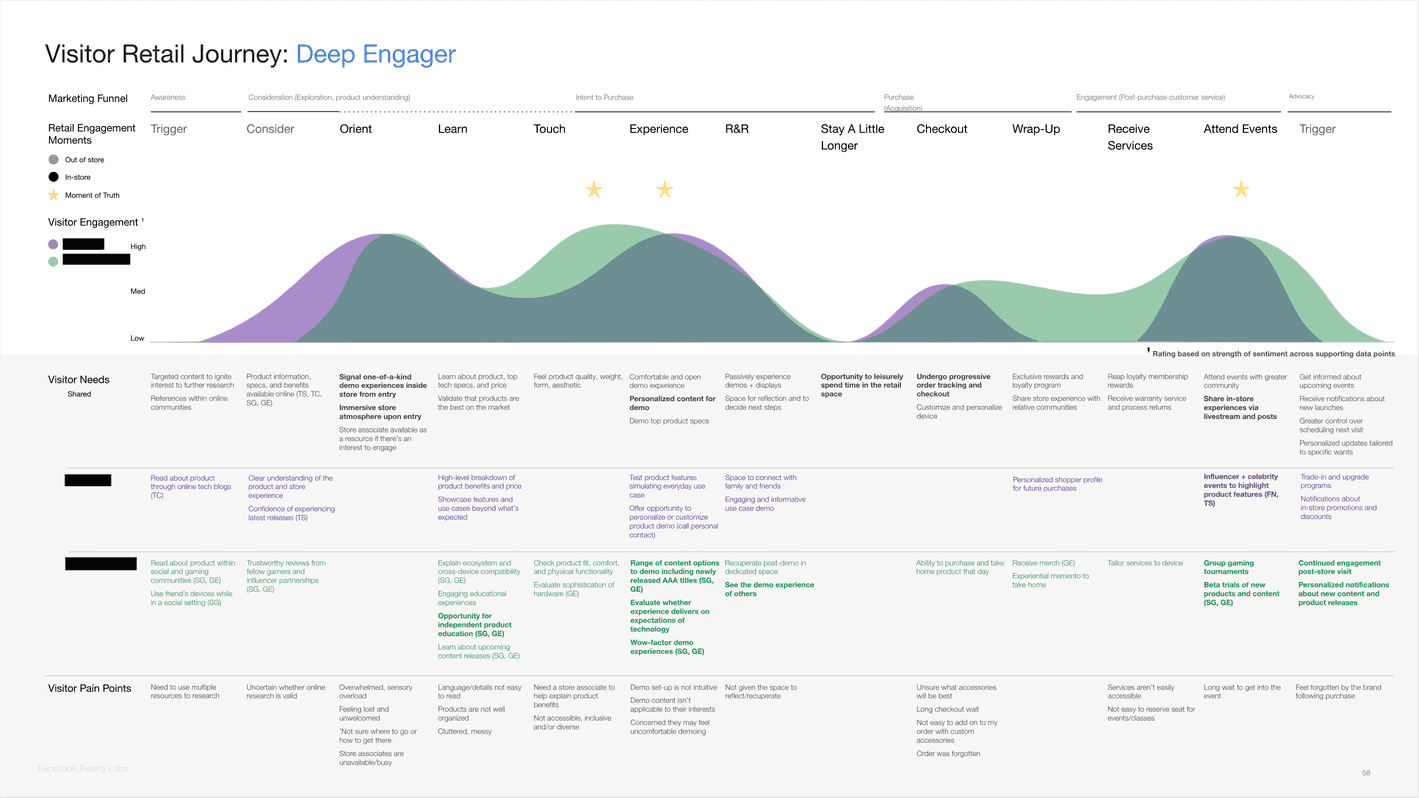 Visitor Retail Journey: Deep Engager
Marketing Funnel
Awareness
Consideration (Exploration, product understanding)
Intent to Purchase
Purchase
(Acquisition)
Engagement (Post-purchase customer service)
Advocacy
Retail Engagement
Moments
Trigger
Consider
Orient
Learn
Touch
Experience
R&R
Stay A Little
Longer
Checkout
Wrap-Up
Receive
Services
Attend Events
Trigger
Out of store
In-store
Moment of Truth
Visitor Engagement ¹
High
Med
Low
‡ Rating based on strength of sentiment across supporting data points
Visitor Needs
Shared
Targeted content to ignite
interest to further research
References within online
communities
Product information,
specs, and benefits
available online (TS, TC,
SG, GE)
Signal one-of-a-kind
demo experiences inside
store from entry
Immersive store
atmosphere upon entry
Store associate available as
a resource if there's an
interest to engage
Learn about product, top
tech specs, and price
Validate that products are
the best on the market
Feel product quality, weight,
form, aesthetic
Comfortable and open
demo experience
Personalized content for
demo
Demo top product specs
Passively experience
demos + displays
Space for reflection and to
decide next steps
Opportunity to leisurely
spend time in the retail
space
Undergo progressive
order tracking and
checkout
Customize and personalize
device
Exclusive rewards and
loyalty program
Share store experience with
relative communities
Reap loyalty membership
rewards
Receive warranty service
and process returns
Attend events with greater
community
Share in-store
experiences via
livestream and posts
Get informed about
upcoming events
Receive notifications about
new launches
Greater control over
scheduling next visit
Personalized updates tailored
to specific wants
Read about product
through online tech blogs
(TC)
Clear understanding of the
product and store
experience
Confidence of experiencing
latest releases (TS)
High-level breakdown of
product benefits and price
Showcase features and
use cases beyond what's
expected
Test product features
simulating everyday use
case
Offer opportunity to
personalize or customize
product demo (call personal
contact)
Space to connect with
family and friends
Engaging and informative
use case demo
Personalized shopper profile
for future purchases
Influencer + celebrity
events to highlight
product features (FN,
TS)
Trade-in and upgrade
programs
Notifications about
in-store promotions and
discounts
Read about product within
social and gaming
communities (SG, GE)
Use friend's devices while
in a social setting (SG)
Trustworthy reviews from
fellow gamers and
influencer partnerships
(SG, GE)
Explain ecosystem and
cross-device compatibility
(SG, GE)
Engaging educational
experiences
Opportunity for
independent product
education (SG, GE)
Learn about upcoming
content releases (SG, GE)
Check product fit, comfort,
and physical functionality
Evaluate sophistication of
hardware (GE)
Range of content options
to demo including newly
released AAA titles (SG,
GE)
Evaluate whether
experience delivers on
expectations of
technology
Wow-factor demo
experiences (SG, GE)
Recuperate post-demo in
dedicated space
See the demo experience
of others
Ability to purchase and take
home product that day
Receive merch (GE)
Experiential memento to
take home
Tailor services to device
Group gaming
tournaments
Beta trials of new
products and content
(SG, GE)
Continued engagement
post-store visit
Personalized notifications
about new content and
product releases
Visitor Pain Points
Need to use multiple
resources to research
Uncertain whether online
research is valid
Overwhelmed, sensory
overload
Feeling lost and
unwelcomed
'Not sure where to go or
how to get there
Store associates are
unavailable/busy
Language/details not easy
to read
Products are not well
organized
Cluttered, messy
Need a store associate to
help explain product
benefits
Not accessible, inclusive
and/or diverse
Demo set-up is not intuitive
Demo content isn't
applicable to their interests
Concerned they may feel
uncomfortable demoing
Not given the space to
reflect/recuperate
Unsure what accessories
will be best
Long checkout wait
Not easy to add on to my
order with custom
accessories
Order was forgotten
Services aren't easily
accessible
Not easy to reserve seat for
events/classes
Long wait to get into the
event
Feel forgotten by the brand
following purchase
Facebook Reality Labs
58